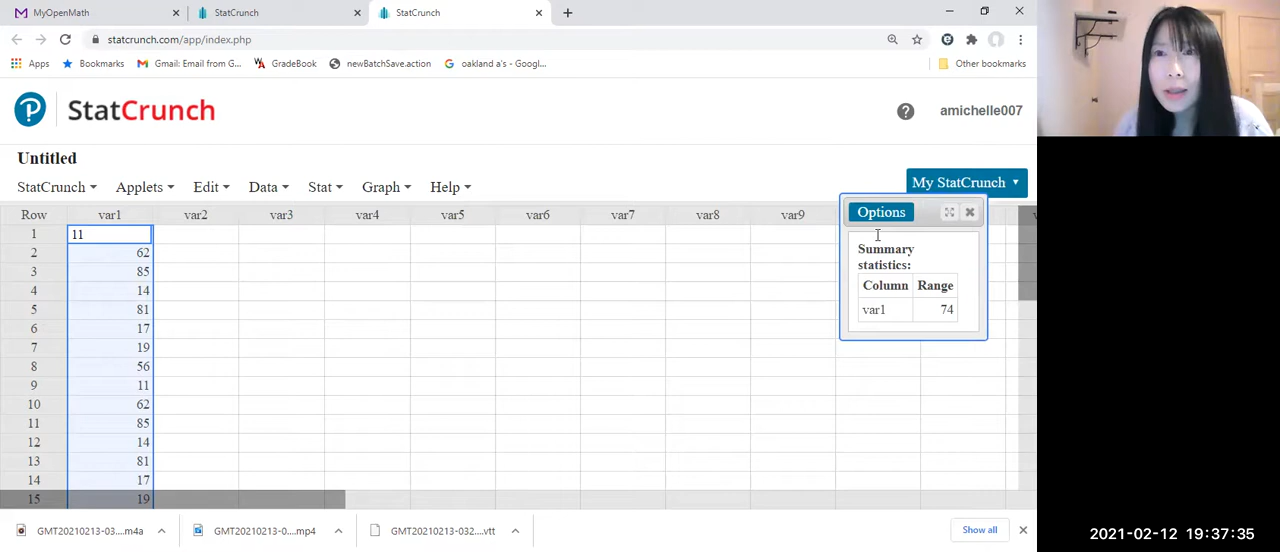 MyOpenMath
StatCrunch
StatCrunch
statcrunch.com/app/index.php
Apps
Bookmarks
Gmail: Email from G...
GradeBook
newBatchSave.action
oakland a's - Googl...
Other bookmarks
StatCrunch
amichelle007
Untitled
StatCrunch Applets Edit Data Stat Graph Help
My StatCrunch
Row var1 var2 var3 var4 var5 var6 var7 var8 var9
1 11
2 62
3 85
4 14
5 81
6 17
7 19
8 56
9 11
10 62
11 85
12 14
13 81
14 17
15 19
Options
Summary
statistics:
Column Range
var1 74
GMT20210213-03....m4a
GMT20210213-0....mp4
GMT20210213-032....vtt
Show all
2021-02-12 19:37:35